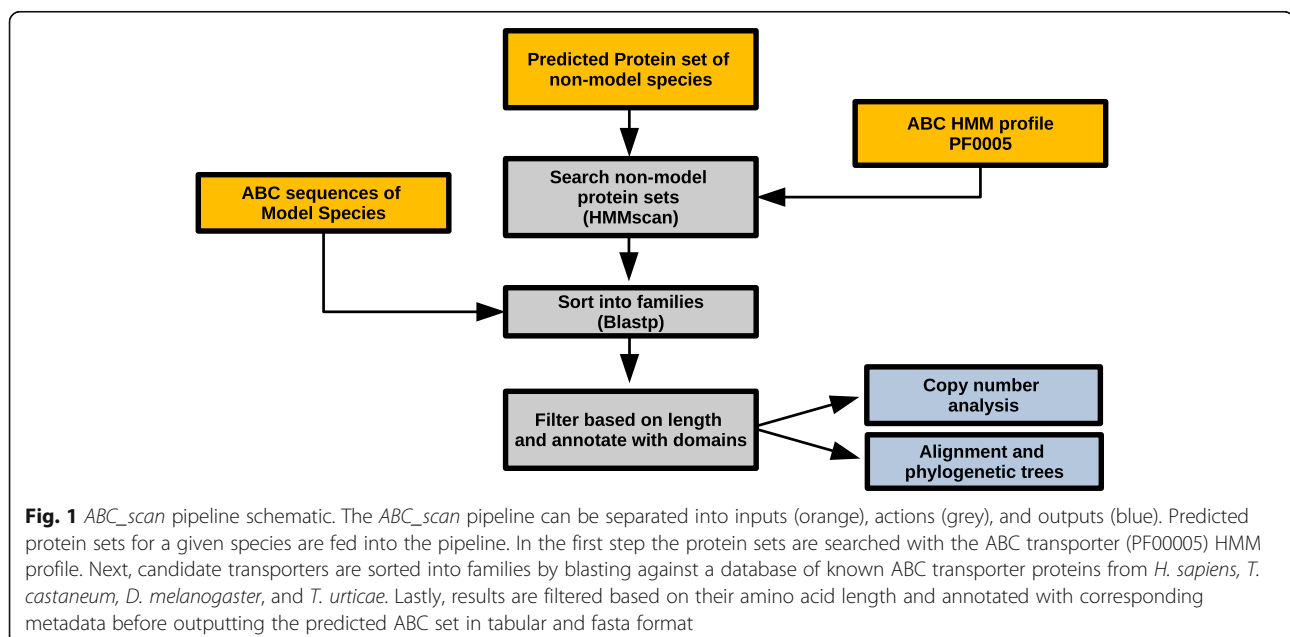 Predicted Protein set of
non-model species
ABC HMM profile
PF0005
Search non-model
protein sets
(HMMscan)
ABC sequences of
Model Species
Sort into families
(Blastp)
Filter based on length
and annotate with domains
Copy number
analysis
Alignment and
phylogenetic trees
Fig. 1 ABC_scan pipeline schematic. The ABC_scan pipeline can be separated into inputs (orange), actions (grey), and outputs (blue). Predicted
protein sets for a given species are fed into the pipeline. In the first step the protein sets are searched with the ABC transporter (PF00005) HMM
profile. Next, candidate transporters are sorted into families by blasting against a database of known ABC transporter proteins from H. sapiens, T.
castaneum, D. melanogaster, and T. urticae. Lastly, results are filtered based on their amino acid length and annotated with corresponding
metadata before outputting the predicted ABC set in tabular and fasta format